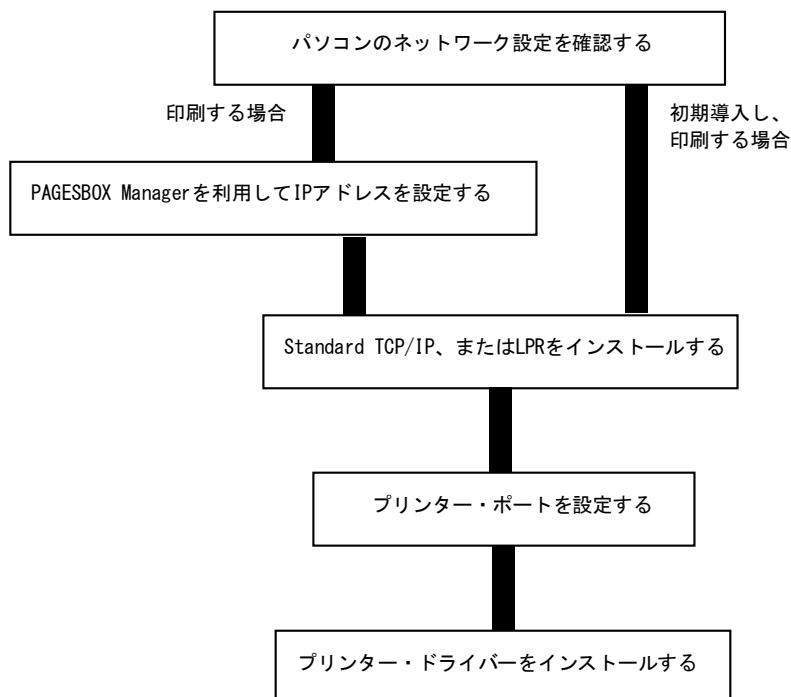 パソコンのネットワーク設定を確認する
印刷する場合
初期導入し、
印刷する場合
PAGESBOX Managerを利用してIPアドレスを設定する
Standard TCP/IP、またはLPRをインストールする
プリンター・ポートを設定する
プリンター・ドライバーをインストールする